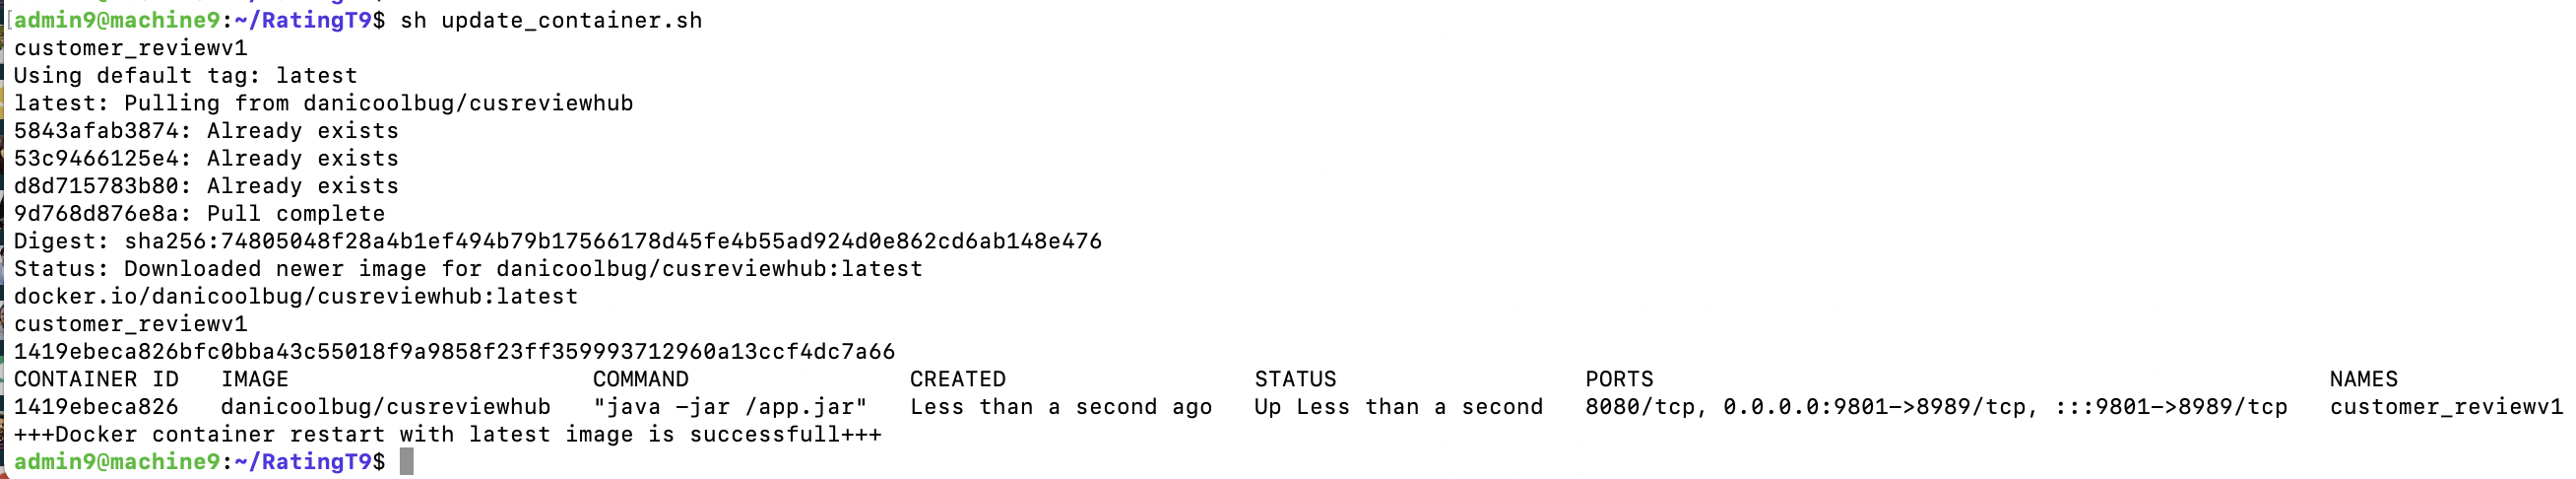 [admin9@machine9:~/RatingT9$ sh update_container.sh
customer_reviewv1
Using default tag: latest
latest: Pulling from danicoolbug/cusreviewhub
5843afab3874: Already exists
53c9466125e4: Already exists
d8d715783b80: Already exists
9d768d876e8a: Pull complete
Digest: sha256:74805048f28a4b1ef494b79b17566178d45fe4b55ad924d0e862cd6ab148e476
Status: Downloaded newer image for danicoolbug/cusreviewhub:latest
docker.io/danicoolbug/cusreviewhub:latest
customer_reviewv1
1419ebeca826bfc0bba43c55018f9a9858f23ff359993712960a13ccf4dc7a66
CONTAINER ID   IMAGE                      COMMAND                CREATED                  STATUS                  PORTS                                                 NAMES
1419ebeca826   danicoolbug/cusreviewhub   "java -jar /app.jar"   Less than a second ago   Up Less than a second   8080/tcp, 0.0.0.0:9801->8989/tcp, :::9801->8989/tcp   customer_reviewv1
+++Docker container restart with latest image is successfull+++
admin9@machine9:~/RatingT9$